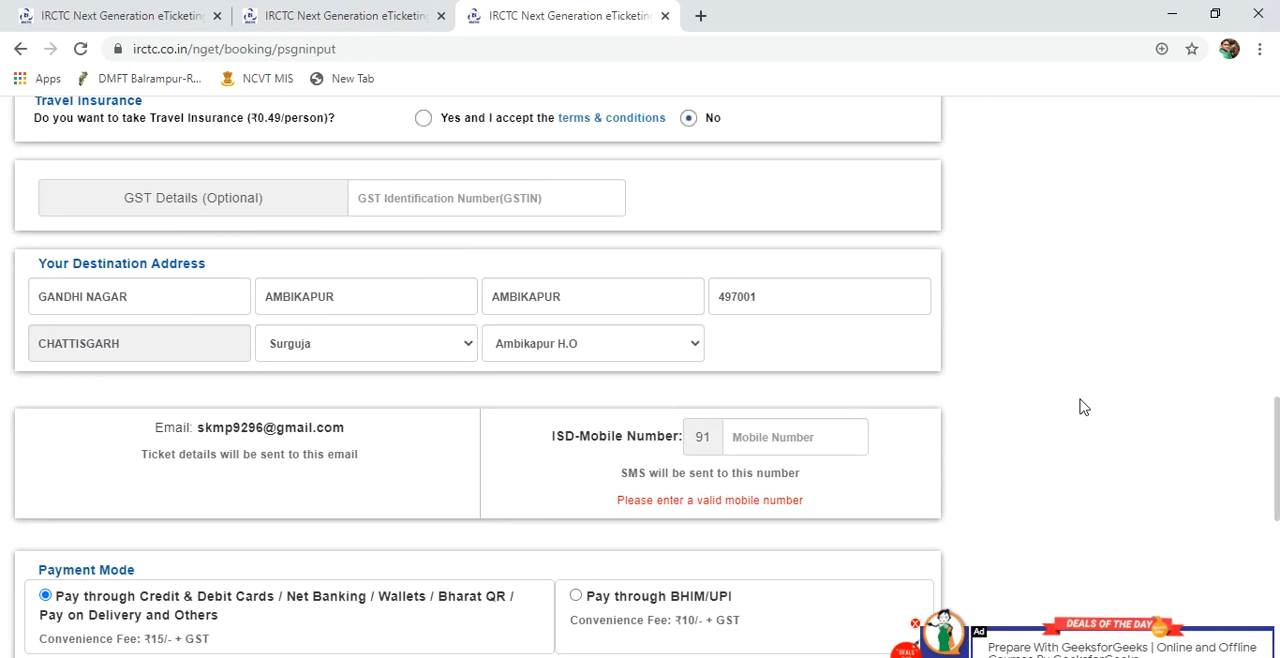 IRCTC Next Generation eTicketing
IRCTC Next Generation eTicketing
IRCTC Next Generation eTicketing
irctc.co.in/nget/booking/psgninput
Apps DMFT Balrampur-R... NCVT MIS New Tab
Travel Insurance
Do you want to take Travel Insurance (₹0.49/person)? Yes and I accept the terms & conditions No
GST Details (Optional) GST Identification Number(GSTIN)
Your Destination Address
GANDHI NAGAR AMBIKAPUR AMBIKAPUR 497001
CHATTISGARH Surguja Ambikapur H.O
Email: skmp9296@gmail.com
Ticket details will be sent to this email
ISD-Mobile Number: 91 Mobile Number
SMS will be sent to this number
Please enter a valid mobile number
Payment Mode
Pay through Credit & Debit Cards / Net Banking / Wallets / Bharat QR /
Pay on Delivery and Others
Convenience Fee: ₹15/- + GST
Pay through BHIM/UPI
Convenience Fee: ₹10/- + GST
DEALS
Ad
DEALS OF THE DAY
Prepare With GeeksforGeeks | Online and Offline
Courses By GeeksforGeeks